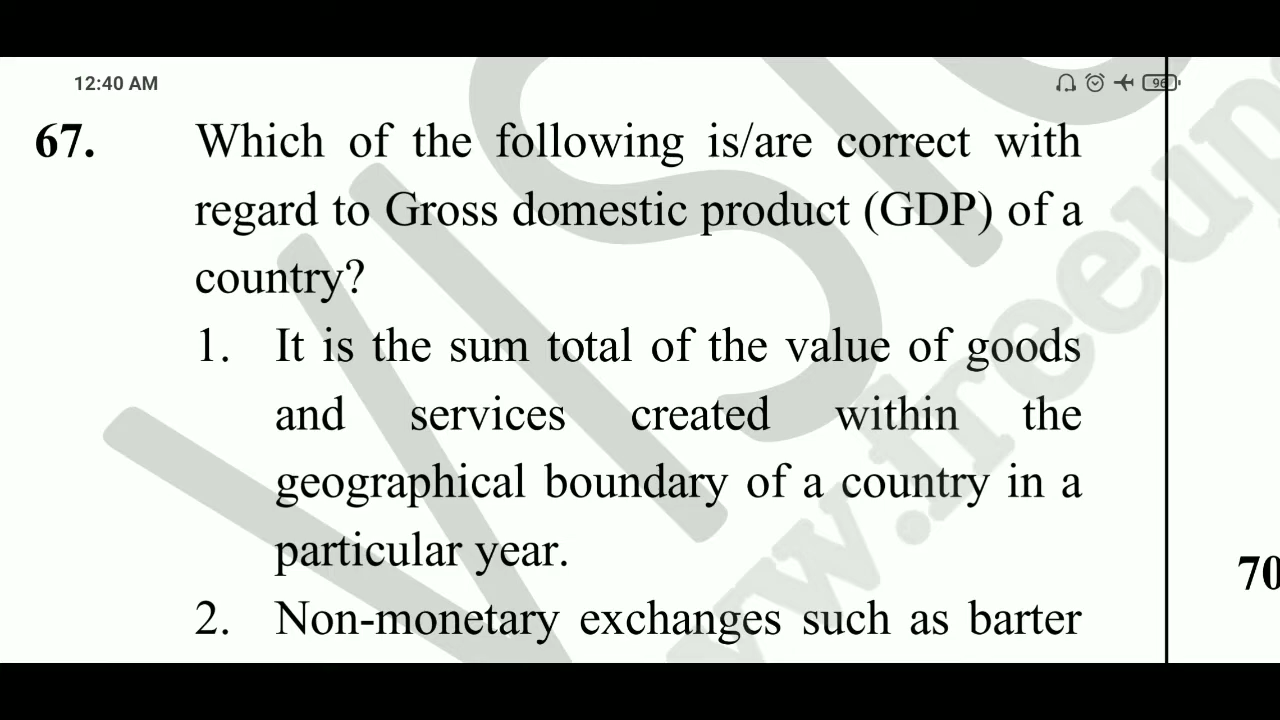 12:40 AM
96
67. Which of the following is/are correct with
regard to Gross domestic product (GDP) of a
country?
1. It is the sum total of the value of goods
and services created within the
geographical boundary of a country in a
particular year.
2. Non-monetary exchanges such as barter
70